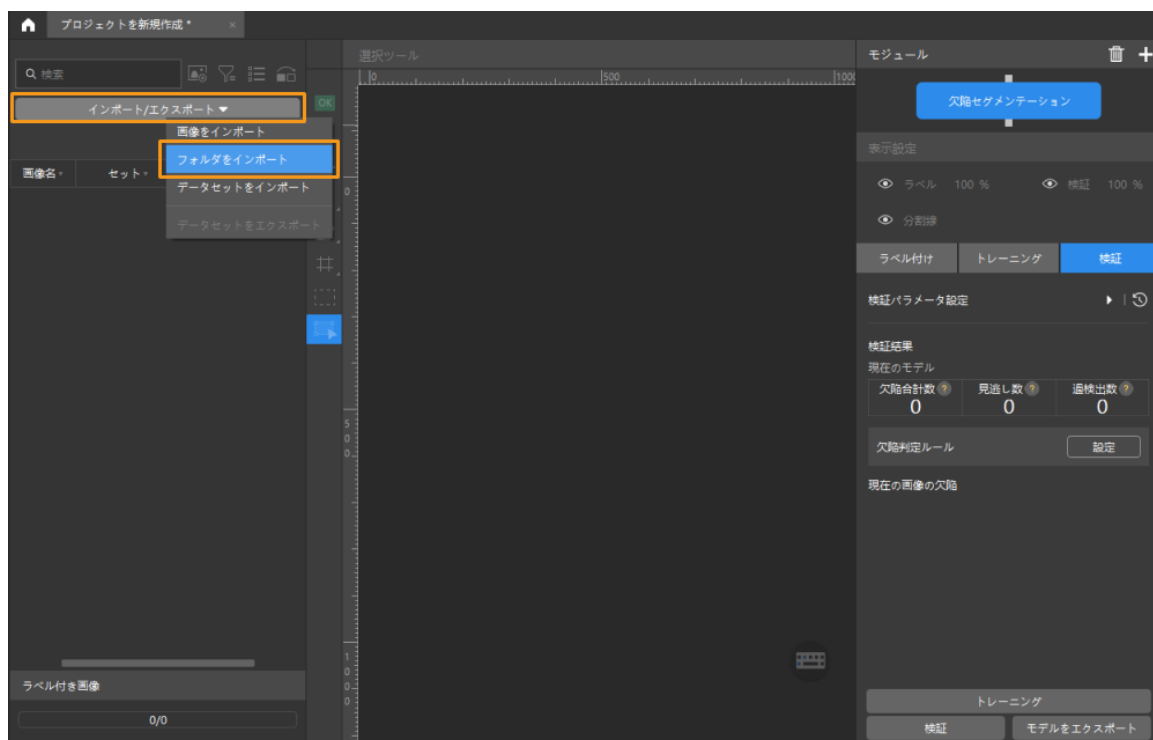 プロジェクトを新規作成 * ×
選択ツール
検索
インポート/エクスポート
画像をインポート
フォルダをインポート
データセットをインポート
データセットをエクスポート
画像名 セット
OK
0 500 1000
0
500
1000
ラベル付き画像
0/0
モジュール
欠陥セグメンテーション
表示設定
ラベル 100 % 検証 100 %
分割線
ラベル付け トレーニング 検証
検証パラメータ設定
検証結果
現在のモデル
欠陥合計数 ? 見逃し数 ? 過検出数 ?
0 0 0
欠陥判定ルール 設定
現在の画像の欠陥
トレーニング
検証 モデルをエクスポート